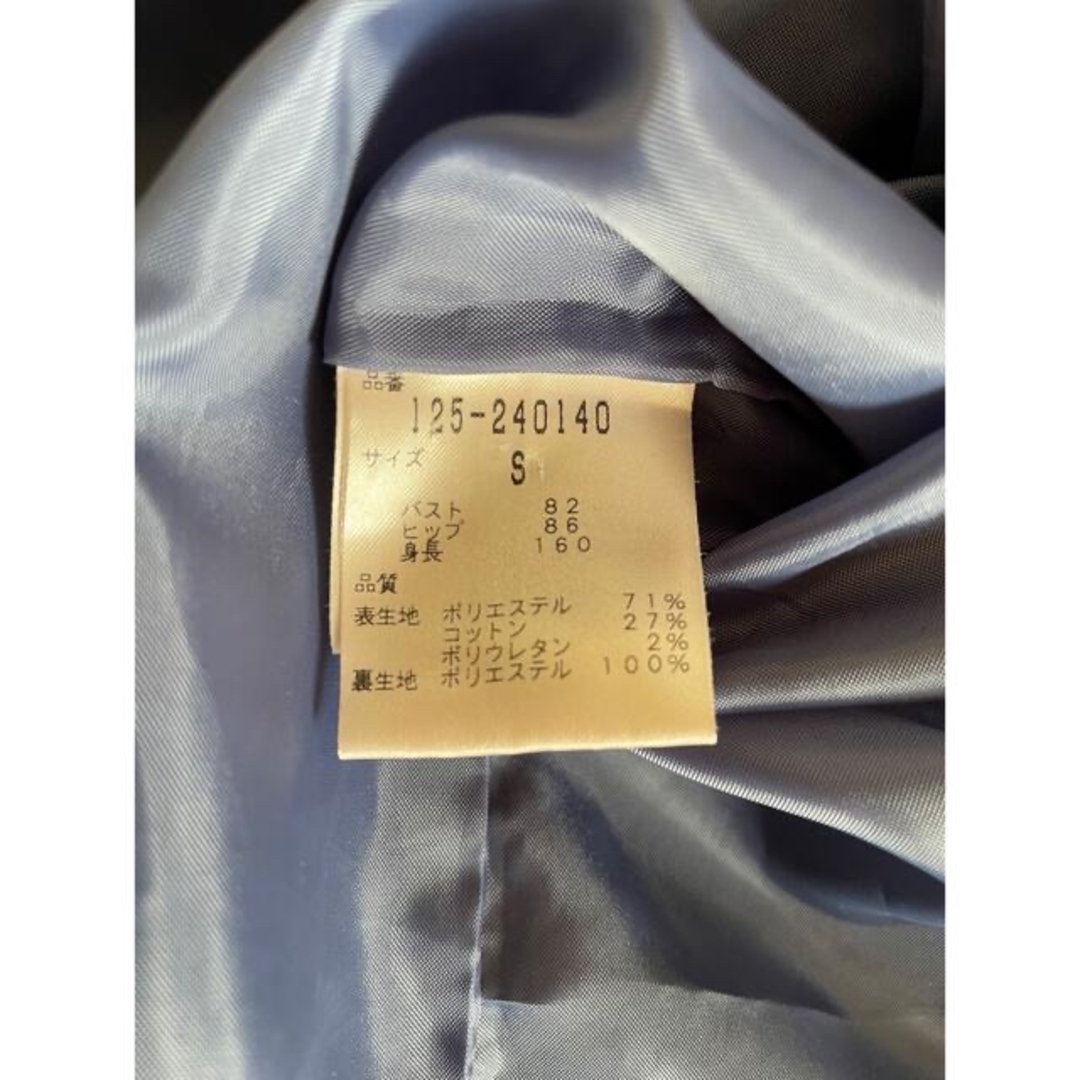 品番
125-240140
サイズ S
バスト 82
ヒップ 86
身長 160
品質
表生地 ポリエステル 71%
コットン 27%
ポリウレタン 2%
裏生地 ポリエステル 100%